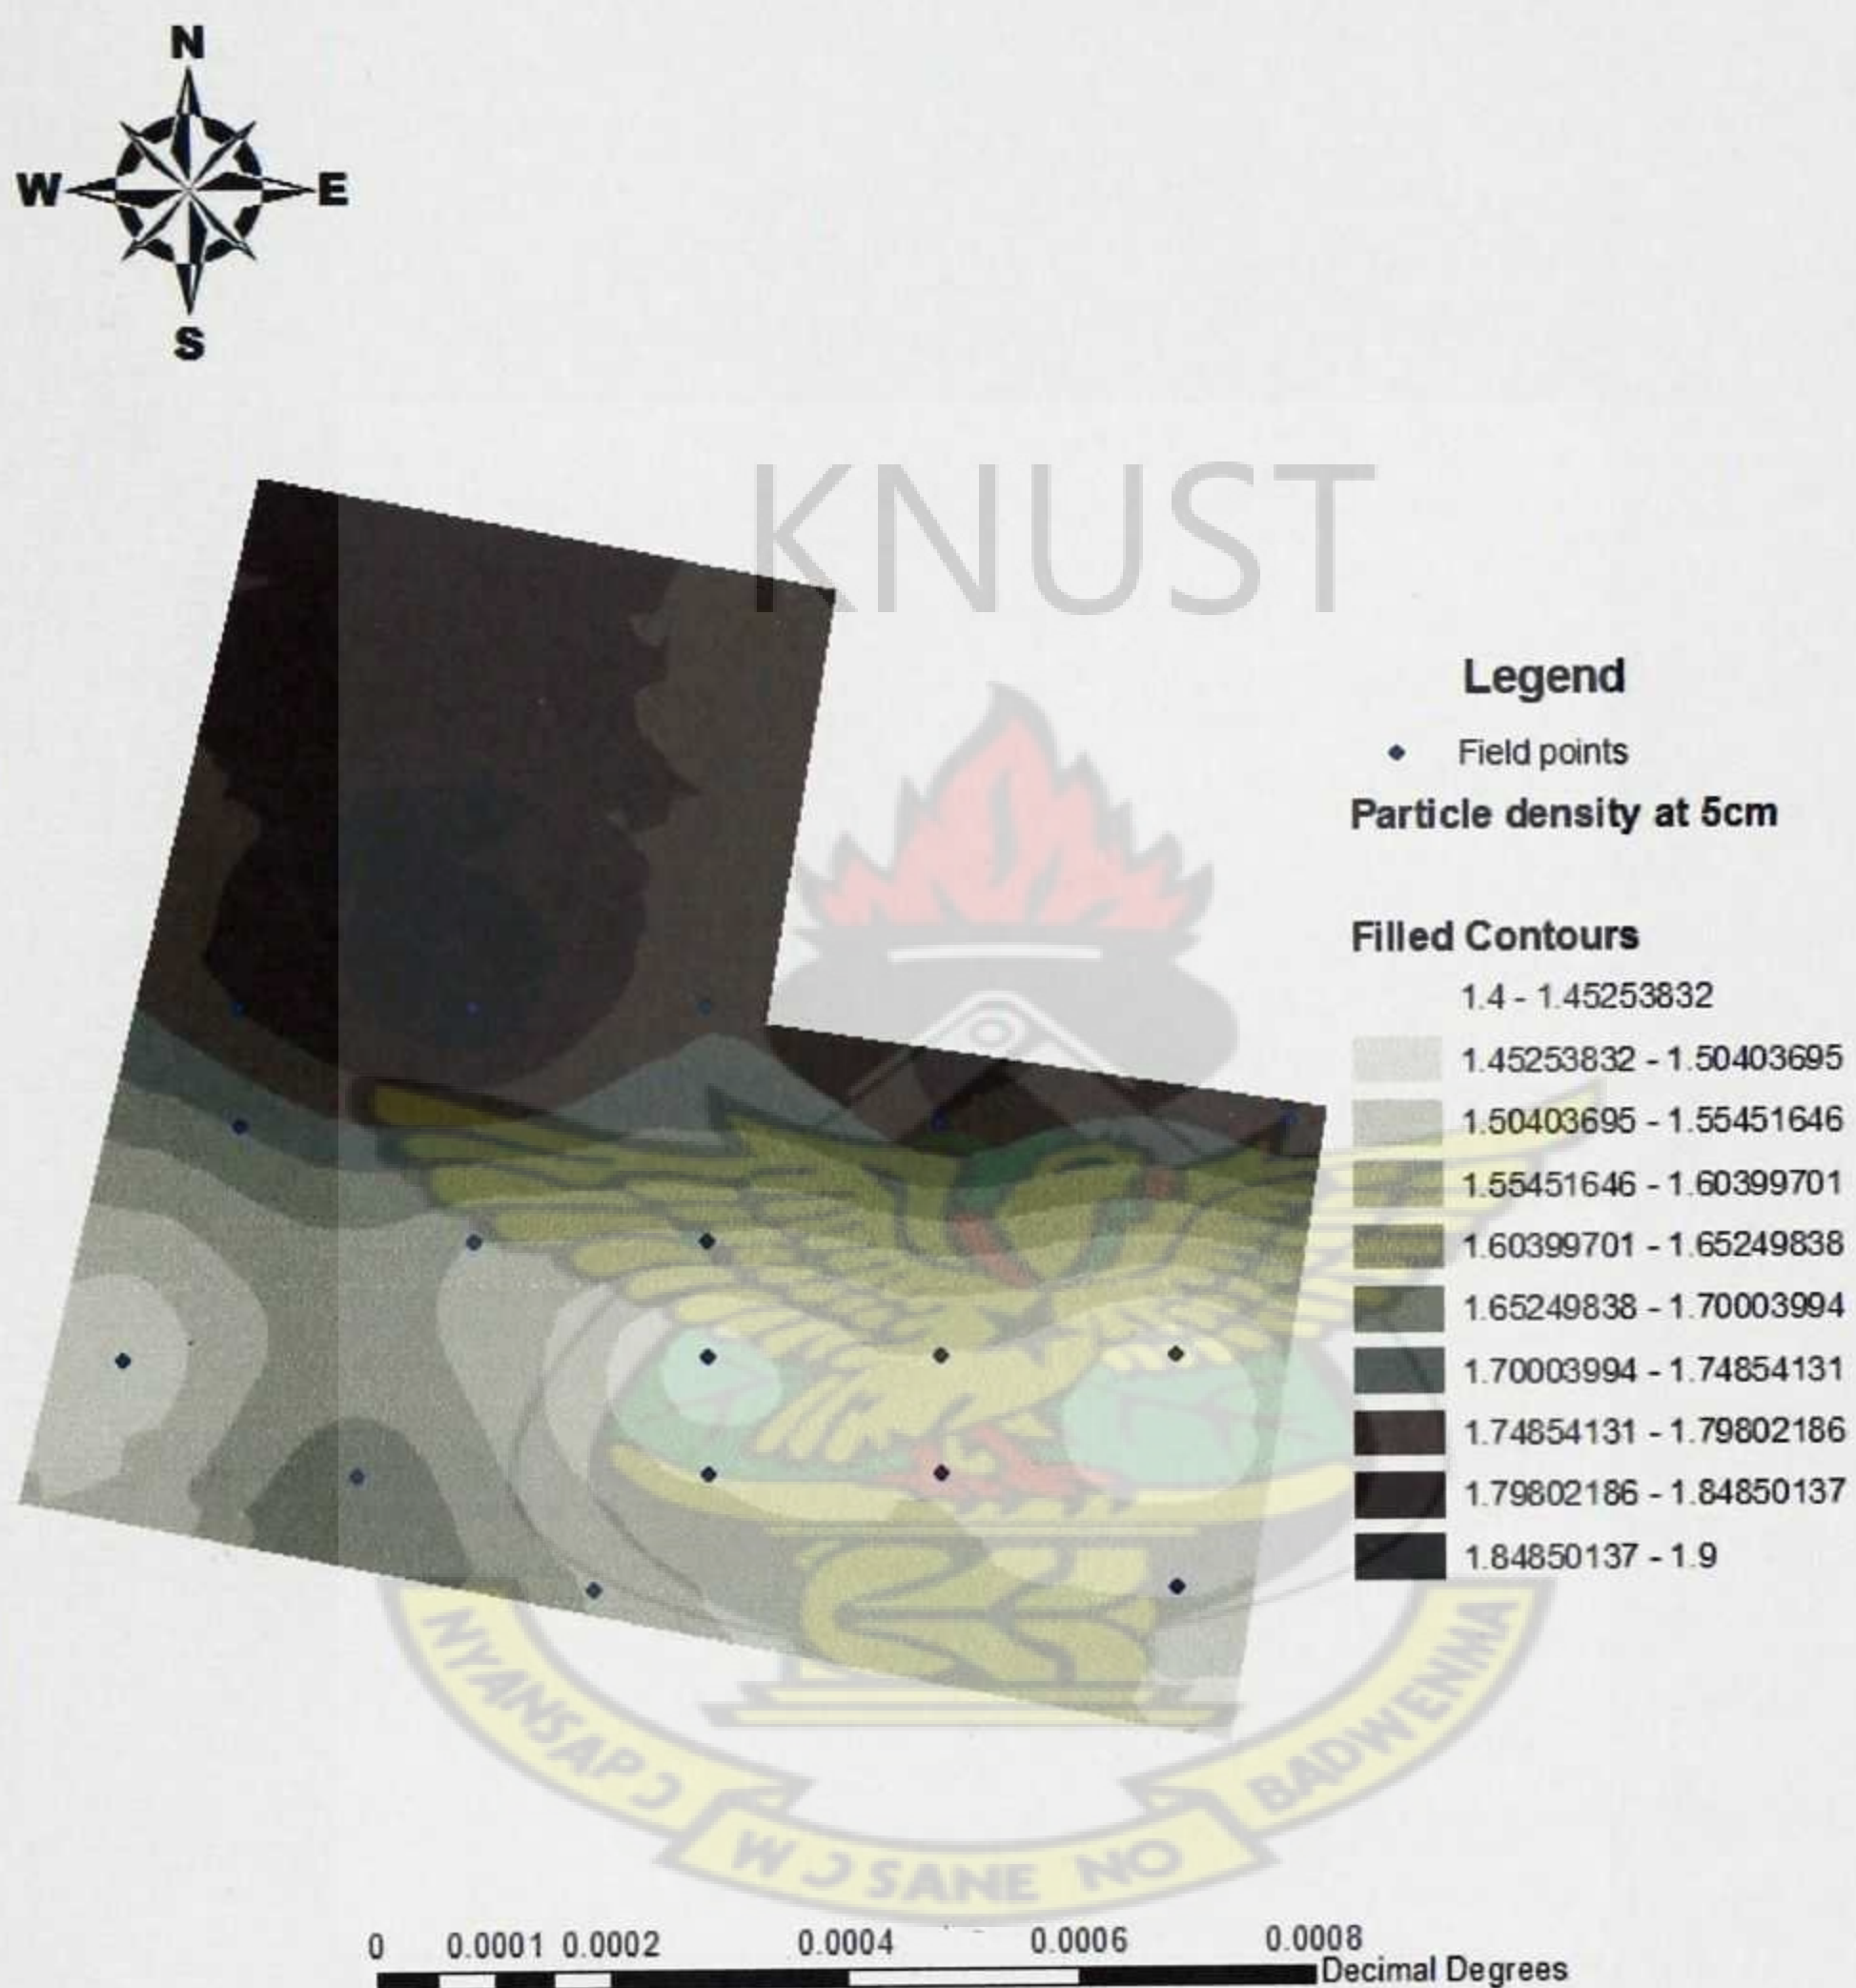 N
W E
S
KNUST
Legend
Field points
Particle density at 5cm
Filled Contours
1.4 - 1.45253832
1.45253832 - 1.50403695
1.50403695 - 1.55451646
1.55451646 - 1.60399701
1.60399701 - 1.65249838
1.65249838 - 1.70003994
1.70003994 - 1.74854131
1.74854131 - 1.79802186
1.79802186 - 1.84850137
1.84850137 - 1.9
NYANSAPƆ
WƆSANE NO
BADWENMA
0 0.0001 0.0002 0.0004 0.0006 0.0008
Decimal Degrees